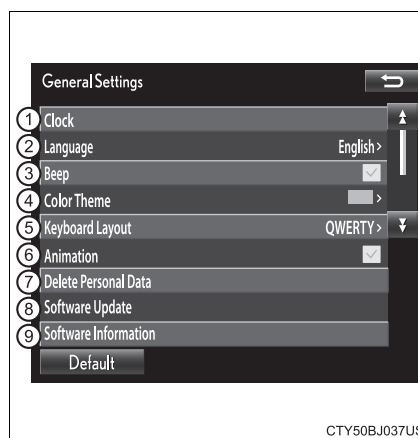 General Settings
1 Clock
2 Language English >
3 Beep
4 Color Theme >
5 Keyboard Layout QWERTY >
6 Animation
7 Delete Personal Data
8 Software Update
9 Software Information
Default
CTY50BJ037US